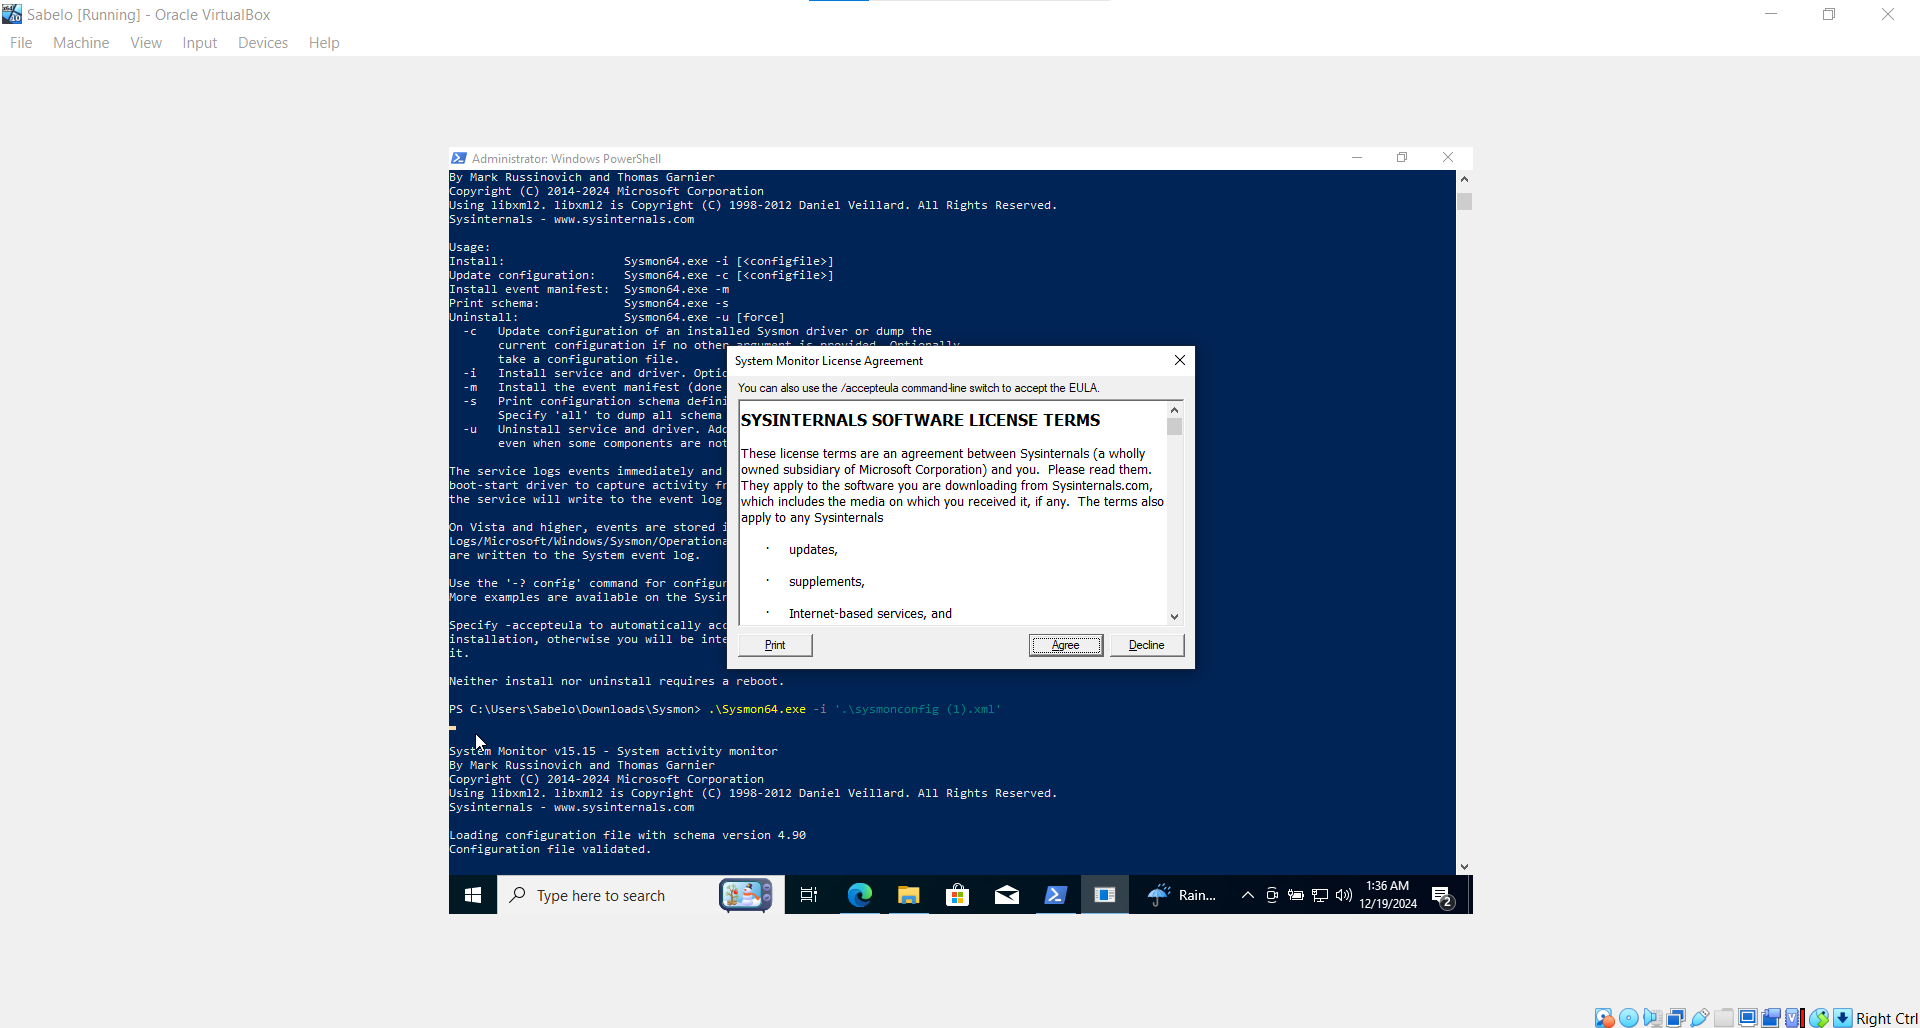 Sabelo [Running] - Oracle VirtualBox
File Machine View Input Devices Help
Administrator: Windows PowerShell
By Mark Russinovich and Thomas Garnier
Copyright (C) 2014-2024 Microsoft Corporation
Using libxml2. libxml2 is Copyright (C) 1998-2012 Daniel Veillard. All Rights Reserved.
Sysinternals - www.sysinternals.com
Usage:
Install: Sysmon64.exe -i [<configfile>]
Update configuration: Sysmon64.exe -c [<configfile>]
Install event manifest: Sysmon64.exe -m
Print schema: Sysmon64.exe -s
Uninstall: Sysmon64.exe -u [force]
-c Update configuration of an installed Sysmon driver or dump the
current configuration if no other argument is provided. Optionally
take a configuration file.
-i Install service and driver. Optic
-m Install the event manifest (done
-s Print configuration schema defini
Specify 'all' to dump all schema
-u Uninstall service and driver. Add
even when some components are not
The service logs events immediately and
boot-start driver to capture activity fr
the service will write to the event log
On Vista and higher, events are stored i
Logs/Microsoft/Windows/Sysmon/Operationa
are written to the System event log.
Use the '-? config' command for configur
More examples are available on the Sysin
Specify -accepteula to automatically acc
installation, otherwise you will be inte
it.
Neither install nor uninstall requires a reboot.
PS C:\Users\Sabelo\Downloads\Sysmon> .\Sysmon64.exe -i '.\sysmonconfig (1).xml'
System Monitor v15.15 - System activity monitor
By Mark Russinovich and Thomas Garnier
Copyright (C) 2014-2024 Microsoft Corporation
Using libxml2. libxml2 is Copyright (C) 1998-2012 Daniel Veillard. All Rights Reserved.
Sysinternals - www.sysinternals.com
Loading configuration file with schema version 4.90
Configuration file validated.
System Monitor License Agreement
You can also use the /accepteula command-line switch to accept the EULA.
SYSINTERNALS SOFTWARE LICENSE TERMS
These license terms are an agreement between Sysinternals (a wholly
owned subsidiary of Microsoft Corporation) and you. Please read them.
They apply to the software you are downloading from Sysinternals.com,
which includes the media on which you received it, if any. The terms also
apply to any Sysinternals
· updates,
· supplements,
· Internet-based services, and
Print Agree Decline
Type here to search
Rain...
1:36 AM
12/19/2024
2
Right Ctrl